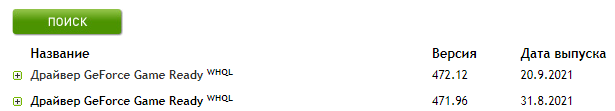 ПОИСК
Название Версия Дата выпуска
Драйвер GeForce Game Ready WHQL 472.12 20.9.2021
Драйвер GeForce Game Ready WHQL 471.96 31.8.2021